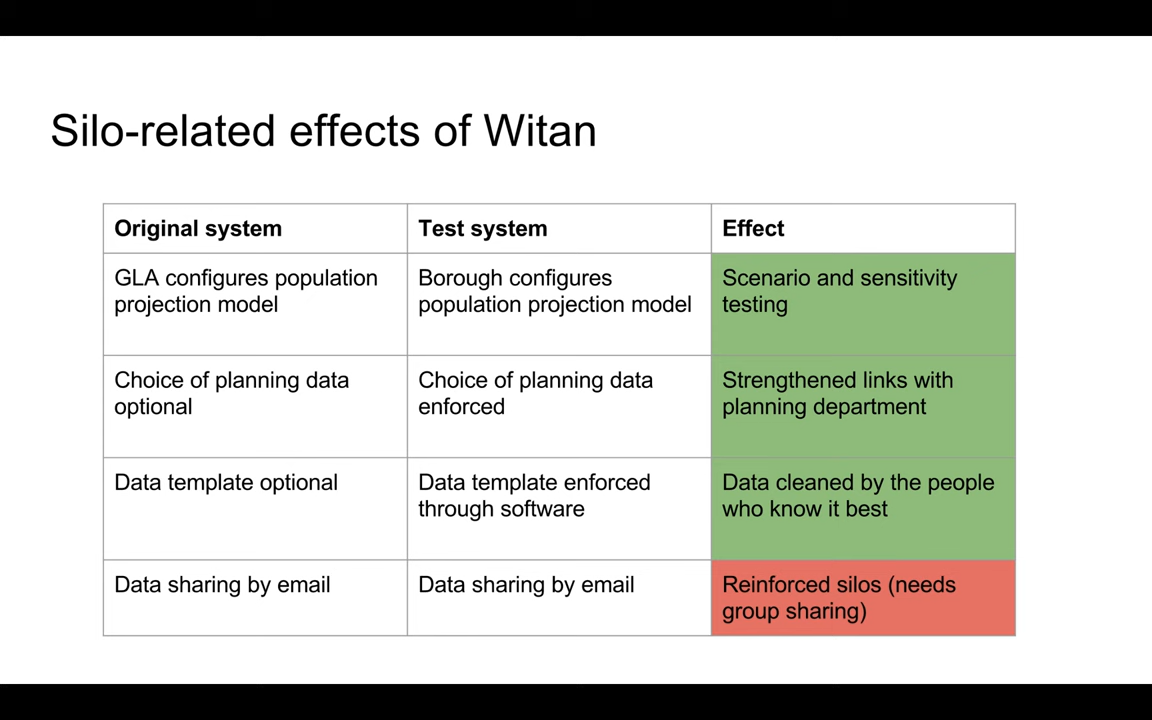 Silo-related effects of Witan
Original system
Test system
Effect
GLA configures population
projection model
Borough configures
population projection model
Scenario and sensitivity
testing
Choice of planning data
optional
Choice of planning data
enforced
Strengthened links with
planning department
Data template optional
Data template enforced
through software
Data cleaned by the people
who know it best
Data sharing by email
Data sharing by email
Reinforced silos (needs
group sharing)